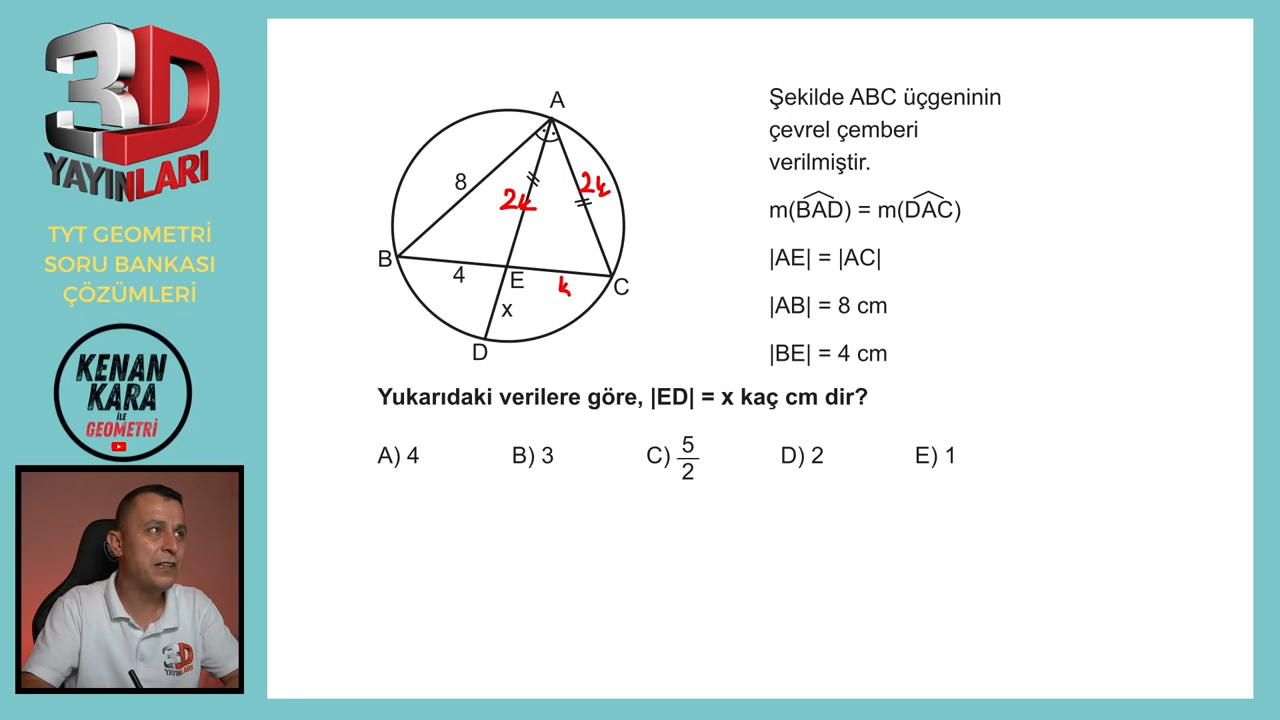 3D
YAYINLARI
TYT GEOMETRİ
SORU BANKASI
ÇÖZÜMLERİ
KENAN
KARA
İLE
GEOMETRİ
3D
YAYINLARI
A
8
2k
2k
B
4
E
k
C
x
D
Şekilde ABC üçgeninin
çevrel çemberi
verilmiştir.
m(BAD) = m(DAC)
|AE| = |AC|
|AB| = 8 cm
|BE| = 4 cm
Yukarıdaki verilere göre, |ED| = x kaç cm dir?
A) 4 B) 3 C) 5/2 D) 2 E) 1